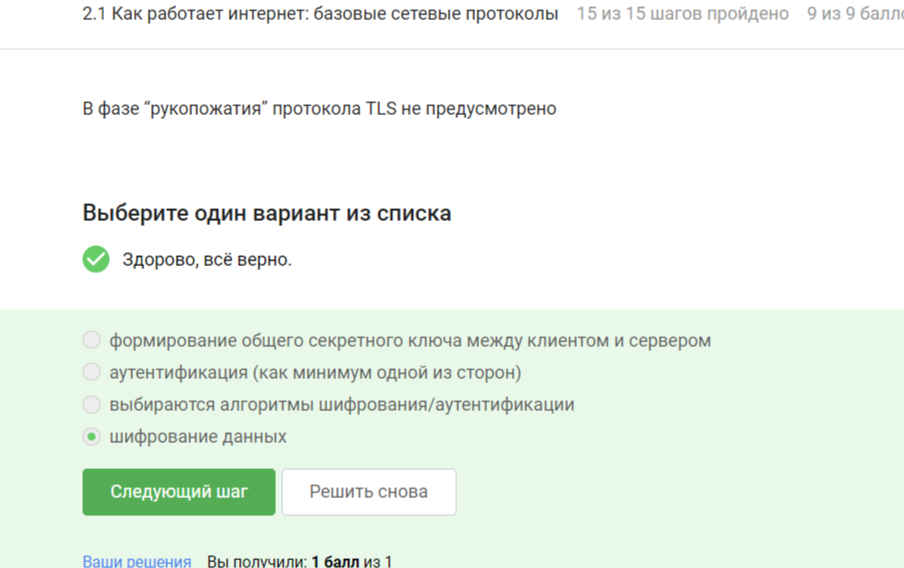 2.1 Как работает интернет: базовые сетевые протоколы 15 из 15 шагов пройдено 9 из 9 балл
В фазе “рукопожатия” протокола TLS не предусмотрено
Выберите один вариант из списка
Здорово, всё верно.
формирование общего секретного ключа между клиентом и сервером
аутентификация (как минимум одной из сторон)
выбираются алгоритмы шифрования/аутентификации
шифрование данных
Следующий шаг Решить снова
Ваши решения Вы получили: 1 балл из 1